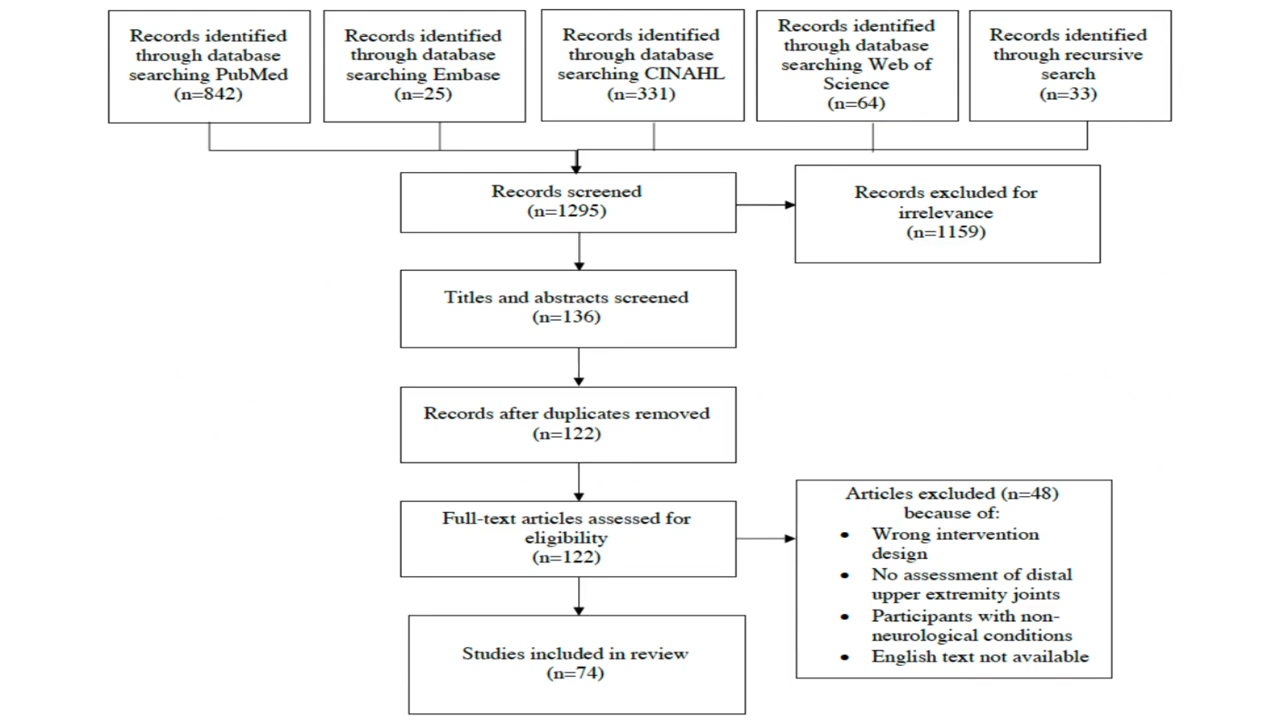 Records identified
through database
searching PubMed
(n=842)
Records identified
through database
searching Embase
(n=25)
Records identified
through database
searching CINAHL
(n=331)
Records identified
through database
searching Web of
Science
(n=64)
Records identified
through recursive
search
(n=33)
Records screened
(n=1295)
Records excluded for
irrelevance
(n=1159)
Titles and abstracts screened
(n=136)
Records after duplicates removed
(n=122)
Full-text articles assessed for
eligibility
(n=122)
Articles excluded (n=48)
because of:
• Wrong intervention
design
• No assessment of distal
upper extremity joints
• Participants with non-
neurological conditions
• English text not available
Studies included in review
(n=74)